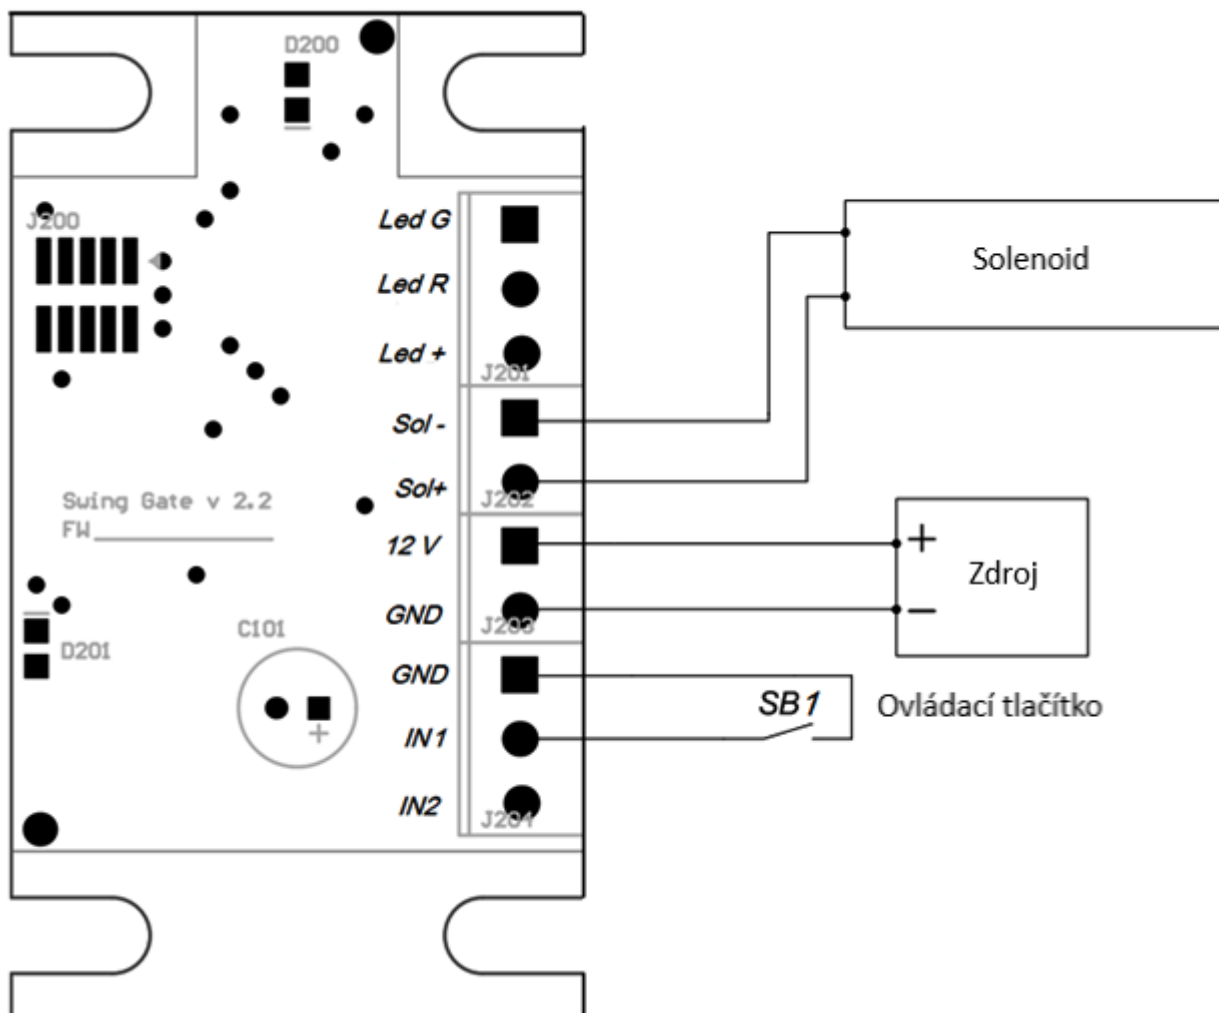 D200
J200
Led G
Led R
Led +
J201
Sol -
Sol+
J202
Solenoid
Swing Gate v 2.2
FW
12 V
GND
J203
+
Zdroj
–
D201
C101
+
GND
IN1
IN2
J204
SB1
Ovládací tlačítko